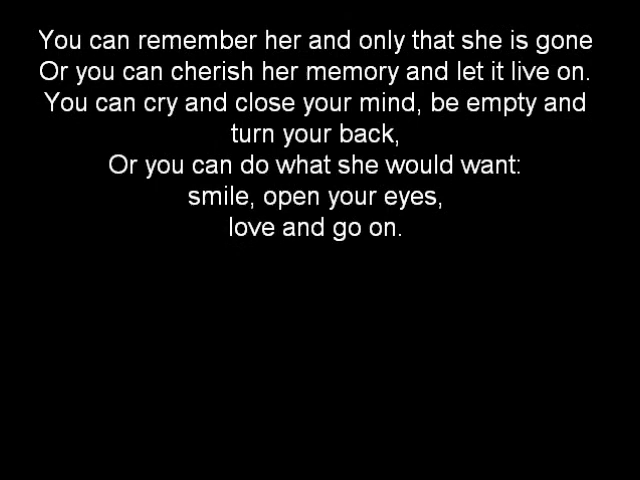 You can remember her and only that she is gone
Or you can cherish her memory and let it live on.
You can cry and close your mind, be empty and
turn your back,
Or you can do what she would want:
smile, open your eyes,
love and go on.